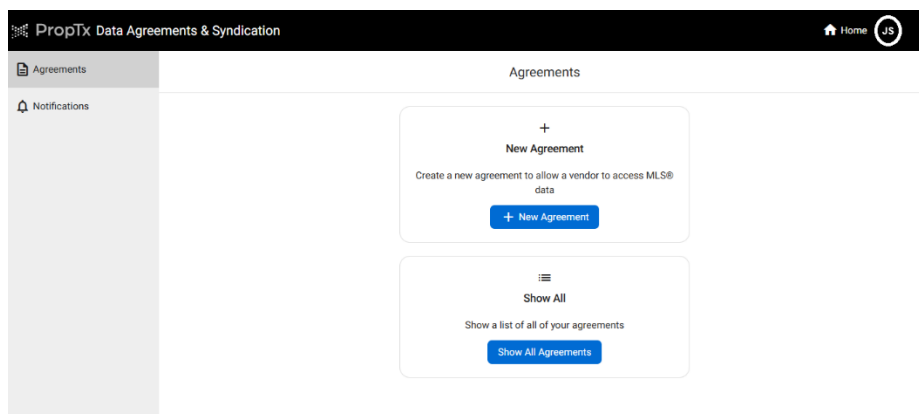 PropTx Data Agreements & Syndication
Home
JS
Agreements
Notifications
Agreements
New Agreement
Create a new agreement to allow a vendor to access MLS®
data
+ New Agreement
Show All
Show a list of all of your agreements
Show All Agreements